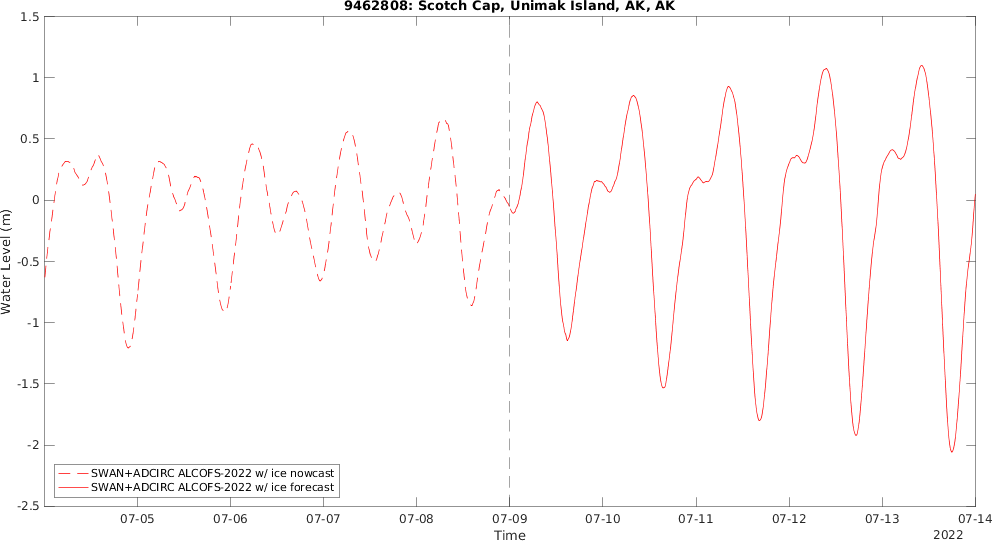 9462808: Scotch Cap, Unimak Island, AK, AK
1.5
1
0.5
0
-0.5
-1
-1.5
-2
-2.5
Water Level (m)
SWAN+ADCIRC ALCOFS-2022 w/ ice nowcast
SWAN+ADCIRC ALCOFS-2022 w/ ice forecast
07-05 07-06 07-07 07-08 07-09 07-10 07-11 07-12 07-13 07-14
Time
2022